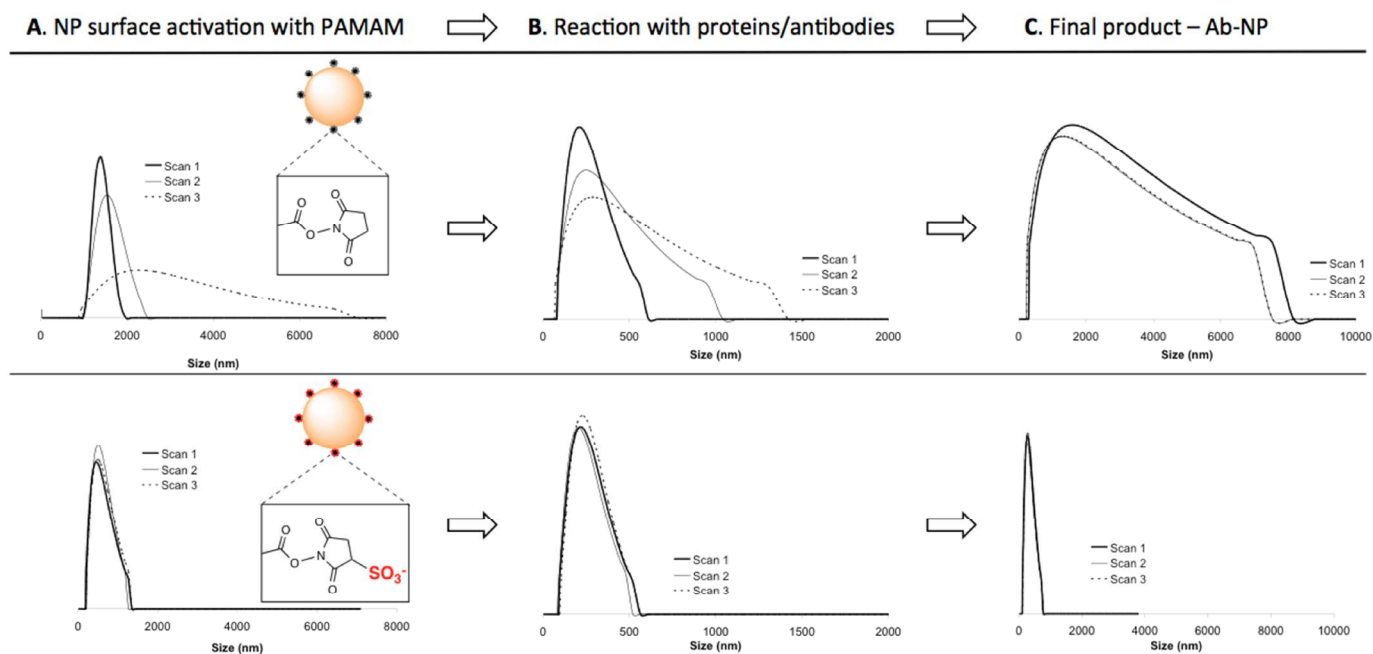 A. NP surface activation with PAMAM
B. Reaction with proteins/antibodies
C. Final product – Ab-NP
Scan 1
Scan 2
Scan 3
O
O
N
O
O
0
2000
4000
6000
8000
Size (nm)
Scan 1
Scan 2
Scan 3
0
500
1000
1500
2000
Size (nm)
Scan 1
Scan 2
Scan 3
0
2000
4000
6000
8000
10000
Size (nm)
Scan 1
Scan 2
Scan 3
O
O
N
O
O
SO3-
0
2000
4000
6000
8000
Size (nm)
Scan 1
Scan 2
Scan 3
0
500
1000
1500
2000
Size (nm)
Scan 1
Scan 2
Scan 3
0
2000
4000
6000
8000
10000
Size (nm)